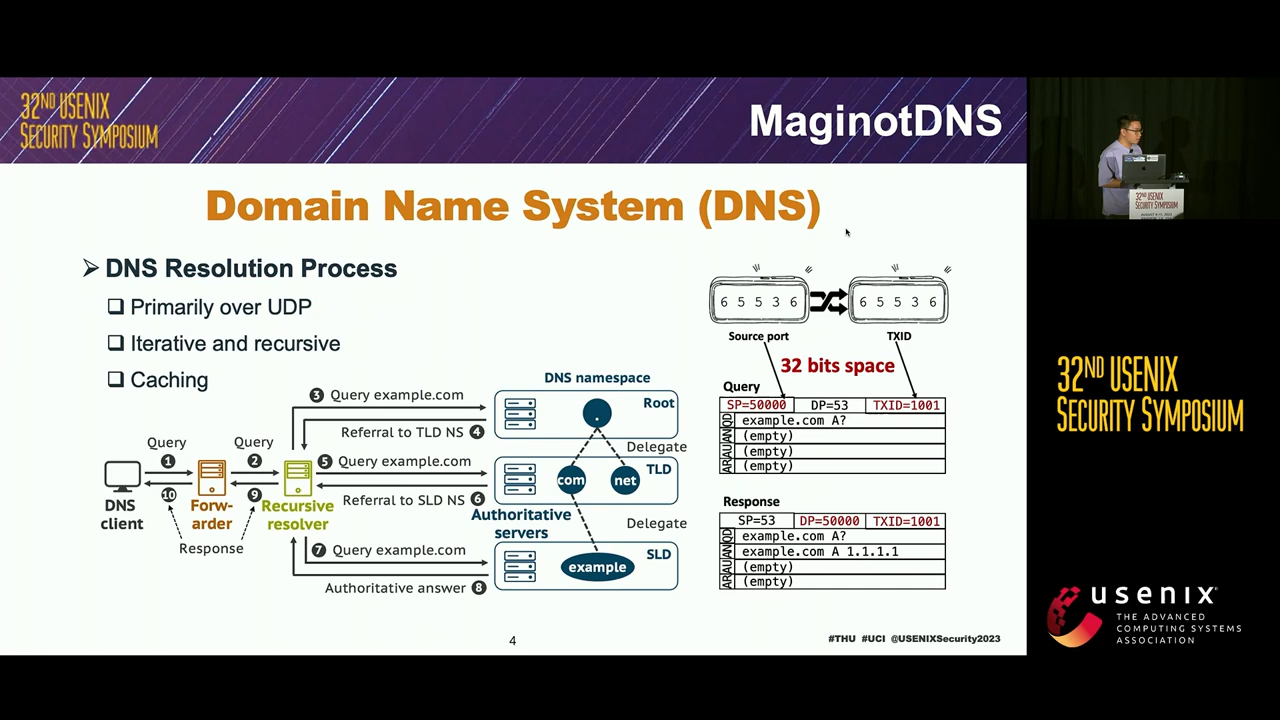 32ND USENIX
SECURITY SYMPOSIUM
MaginotDNS
Domain Name System (DNS)
➢ DNS Resolution Process
❑ Primarily over UDP
❑ Iterative and recursive
❑ Caching
6 5 5 3 6
6 5 5 3 6
Source port
TXID
32 bits space
Query
SP=50000 DP=53 TXID=1001
QD example.com A?
AN (empty)
AU (empty)
AR (empty)
Response
SP=53 DP=50000 TXID=1001
QD example.com A?
AN example.com A 1.1.1.1
AU (empty)
AR (empty)
DNS namespace
3 Query example.com
Root
.
Referral to TLD NS 4
Delegate
Query
1
Query
2
5 Query example.com
TLD
com
net
Referral to SLD NS 6
10
9
DNS
client
Forw-
arder
Recursive
resolver
Response
Authoritative
servers
Delegate
7 Query example.com
SLD
example
Authoritative answer 8
4
#THU #UCI @USENIXSecurity2023
32ND USENIX
SECURITY SYMPOSIUM
32ND USENIX
SECURITY SYMPOSIUM
usenix
THE ADVANCED
COMPUTING SYSTEMS
ASSOCIATION